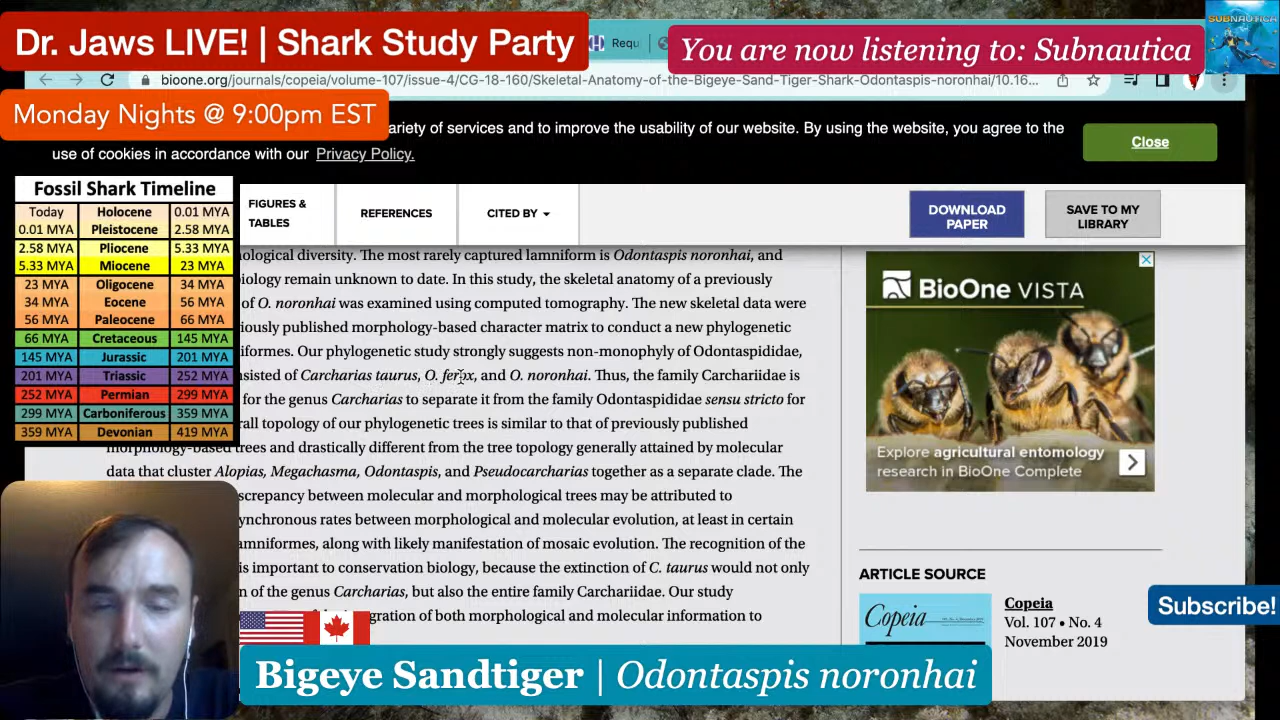 Dr. Jaws LIVE! | Shark Study Party
Requ
You are now listening to: Subnautica
SUBNAUTICA
bioone.org/journals/copeia/volume-107/issue-4/CG-18-160/Skeletal-Anatomy-of-the-Bigeye-Sand-Tiger-Shark-Odontaspis-noronhai/10.16...
Monday Nights @ 9:00pm EST
ariety of services and to improve the usability of our website. By using the website, you agree to the
use of cookies in accordance with our Privacy Policy.
Close
Fossil Shark Timeline
Today Holocene 0.01 MYA
0.01 MYA Pleistocene 2.58 MYA
2.58 MYA Pliocene 5.33 MYA
5.33 MYA Miocene 23 MYA
23 MYA Oligocene 34 MYA
34 MYA Eocene 56 MYA
56 MYA Paleocene 66 MYA
66 MYA Cretaceous 145 MYA
145 MYA Jurassic 201 MYA
201 MYA Triassic 252 MYA
252 MYA Permian 299 MYA
299 MYA Carboniferous 359 MYA
359 MYA Devonian 419 MYA
FIGURES &
TABLES
REFERENCES
CITED BY
DOWNLOAD
PAPER
SAVE TO MY
LIBRARY
ological diversity. The most rarely captured lamniform is Odontaspis noronhai, and
iology remain unknown to date. In this study, the skeletal anatomy of a previously
of O. noronhai was examined using computed tomography. The new skeletal data were
iously published morphology-based character matrix to conduct a new phylogenetic
iformes. Our phylogenetic study strongly suggests non-monophyly of Odontaspididae,
nsisted of Carcharias taurus, O. ferox, and O. noronhai. Thus, the family Carchariidae is
for the genus Carcharias to separate it from the family Odontaspididae sensu stricto for
rall topology of our phylogenetic trees is similar to that of previously published
morphology-based trees and drastically different from the tree topology generally attained by molecular
data that cluster Alopias, Megachasma, Odontaspis, and Pseudocarcharias together as a separate clade. The
screpancy between molecular and morphological trees may be attributed to
ynchronous rates between morphological and molecular evolution, at least in certain
amniformes, along with likely manifestation of mosaic evolution. The recognition of the
is important to conservation biology, because the extinction of C. taurus would not only
n of the genus Carcharias, but also the entire family Carchariidae. Our study
gration of both morphological and molecular information to
BioOne VISTA
Explore agricultural entomology
research in BioOne Complete
ARTICLE SOURCE
Copeia
Copeia
Vol. 107 • No. 4
November 2019
Subscribe!
Bigeye Sandtiger | Odontaspis noronhai